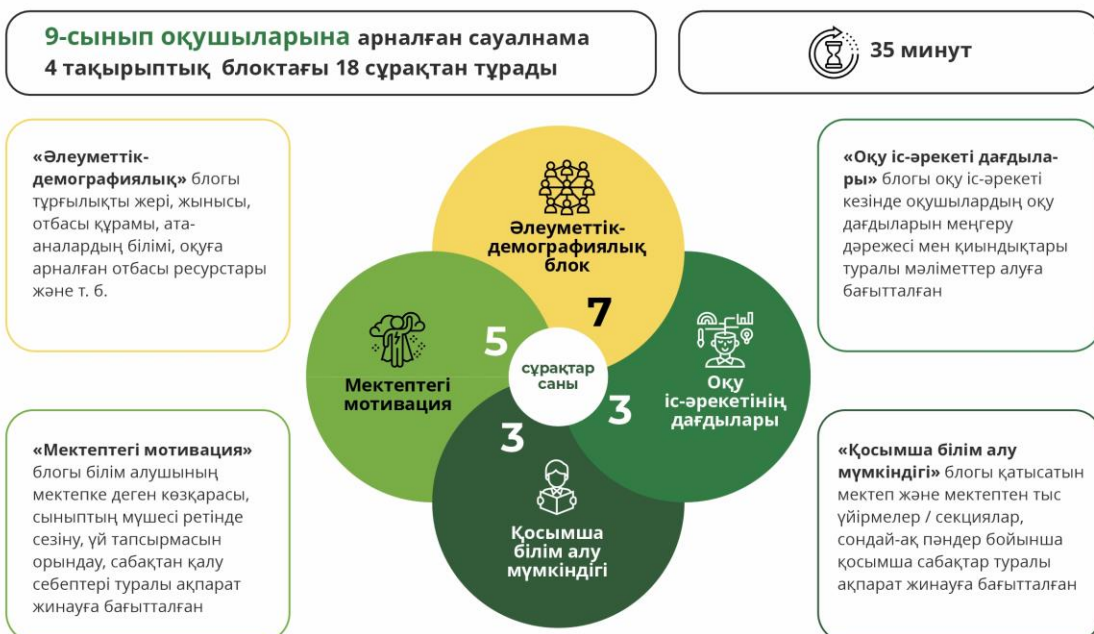 9-сынып оқушыларына арналған сауалнама
4 тақырыптық блоктағы 18 сұрақтан тұрады
35 минут
«Әлеуметтік-
демографиялық» блогы
тұрғылықты жері, жынысы,
отбасы құрамы, ата-
аналардың білімі, оқуға
арналған отбасы ресурстары
және т. б.
«Оқу іс-әрекеті дағдыла-
ры» блогы оқу іс-әрекеті
кезінде оқушылардың оқу
дағдыларын меңгеру
дәрежесі мен қиындықтары
туралы мәліметтер алуға
бағытталған
Әлеуметтік-
демографиялық
блок
7
5
Мектептегі
мотивация
сұрақтар
саны
Оқу
іс-әрекетінің
дағдылары
3
3
Қосымша
білім алу
мүмкіндігі
«Мектептегі мотивация»
блогы білім алушының
мектепке деген көзқарасы,
сыныптың мүшесі ретінде
сезіну, үй тапсырмасын
орындау, сабақтан қалу
себептері туралы ақпарат
жинауға бағытталған
«Қосымша білім алу
мүмкіндігі» блогы қатысатын
мектеп және мектептен тыс
үйірмелер / секциялар,
сондай-ақ пәндер бойынша
қосымша сабақтар туралы
ақпарат жинауға бағытталған